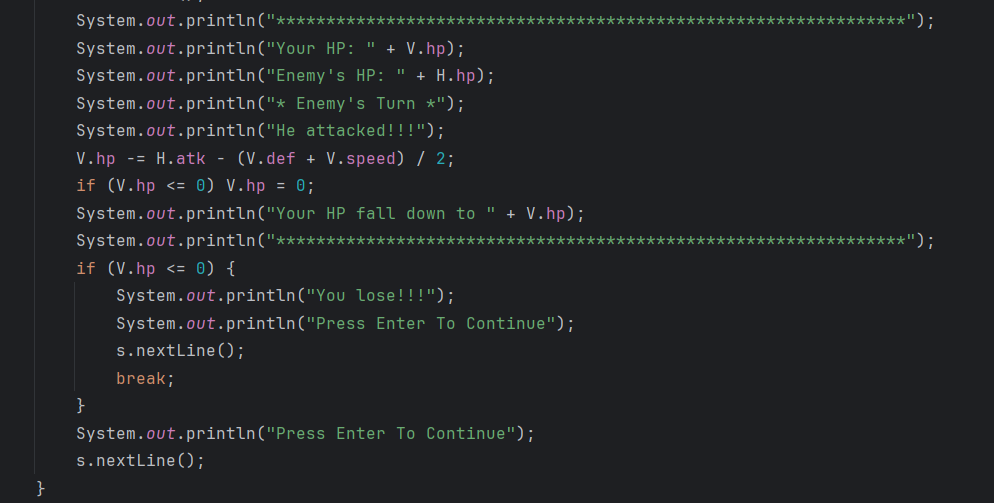 System.out.println("***************************************************************");
System.out.println("Your HP: " + V.hp);
System.out.println("Enemy's HP: " + H.hp);
System.out.println("* Enemy's Turn *");
System.out.println("He attacked!!!");
V.hp -= H.atk - (V.def + V.speed) / 2;
if (V.hp <= 0) V.hp = 0;
System.out.println("Your HP fall down to " + V.hp);
System.out.println("***************************************************************");
if (V.hp <= 0) {
System.out.println("You lose!!!");
System.out.println("Press Enter To Continue");
s.nextLine();
break;
}
System.out.println("Press Enter To Continue");
s.nextLine();
}